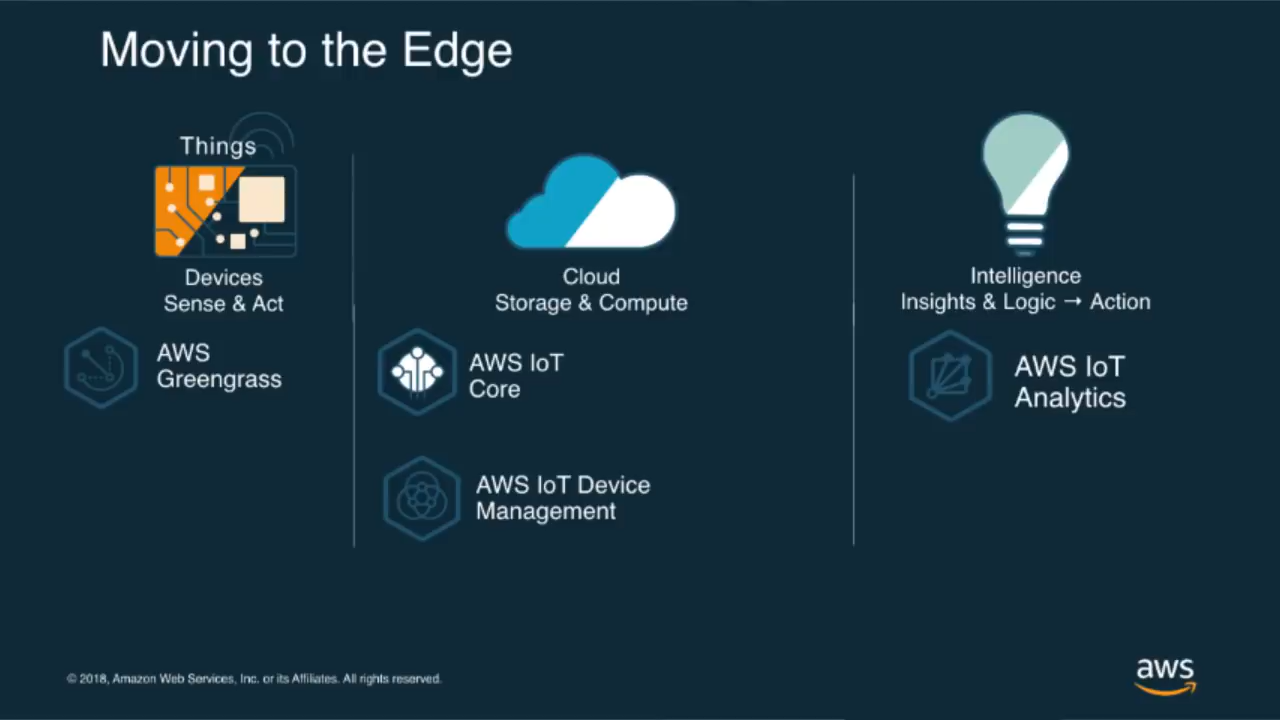 Moving to the Edge
Things
Devices
Sense & Act
AWS
Greengrass
Cloud
Storage & Compute
AWS IoT
Core
AWS IoT Device
Management
Intelligence
Insights & Logic → Action
AWS IoT
Analytics
© 2018, Amazon Web Services, Inc. or its Affiliates. All rights reserved.
aws